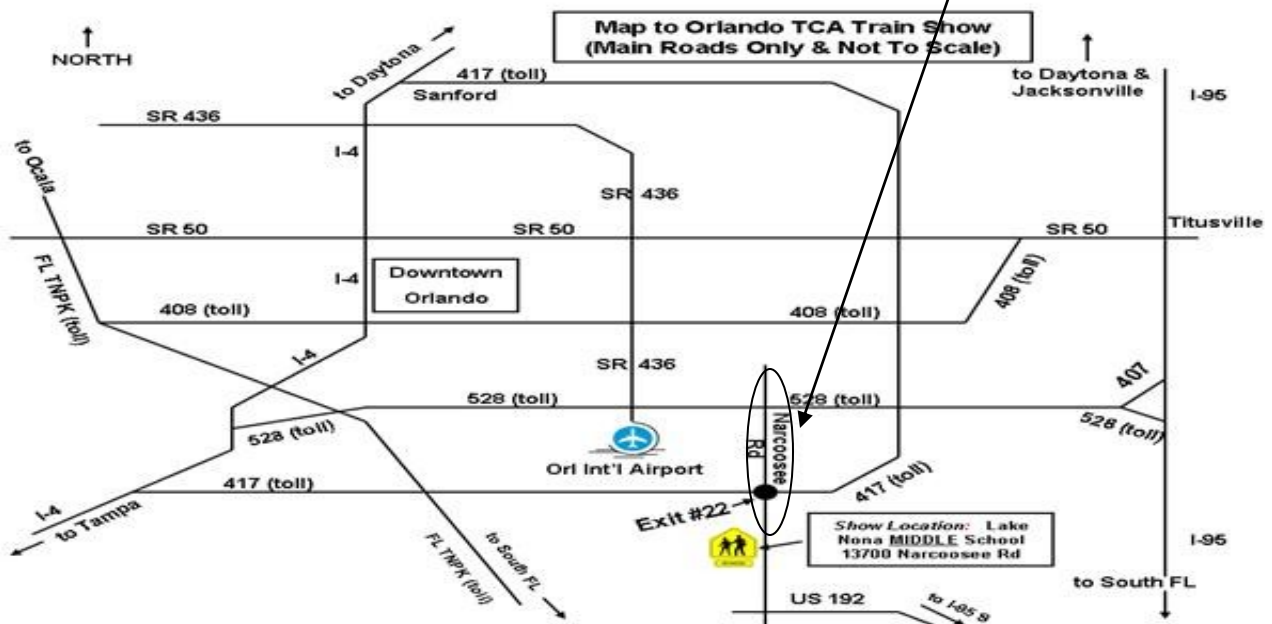 Map to Orlando TCA Train Show
(Main Roads Only & Not To Scale)
NORTH
to Daytona
417 (toll)
Sanford
to Daytona &
Jacksonville
I-95
SR 436
I-4
to Ocala
SR 436
SR 50
SR 50
SR 50
Titusville
FL TNPK (toll)
I-4
Downtown
Orlando
408 (toll)
408 (toll)
408 (toll)
I-4
SR 436
407
528 (toll)
528 (toll)
528 (toll)
528 (toll)
Narcoossee
Rd
Orl Int'l Airport
417 (toll)
417 (toll)
I-4
to Tampa
Exit #22
Show Location: Lake
Nona MIDDLE School
13700 Narcoosee Rd
I-95
FL TNPK (toll)
to South FL
to South FL
US 192
to I-95 S